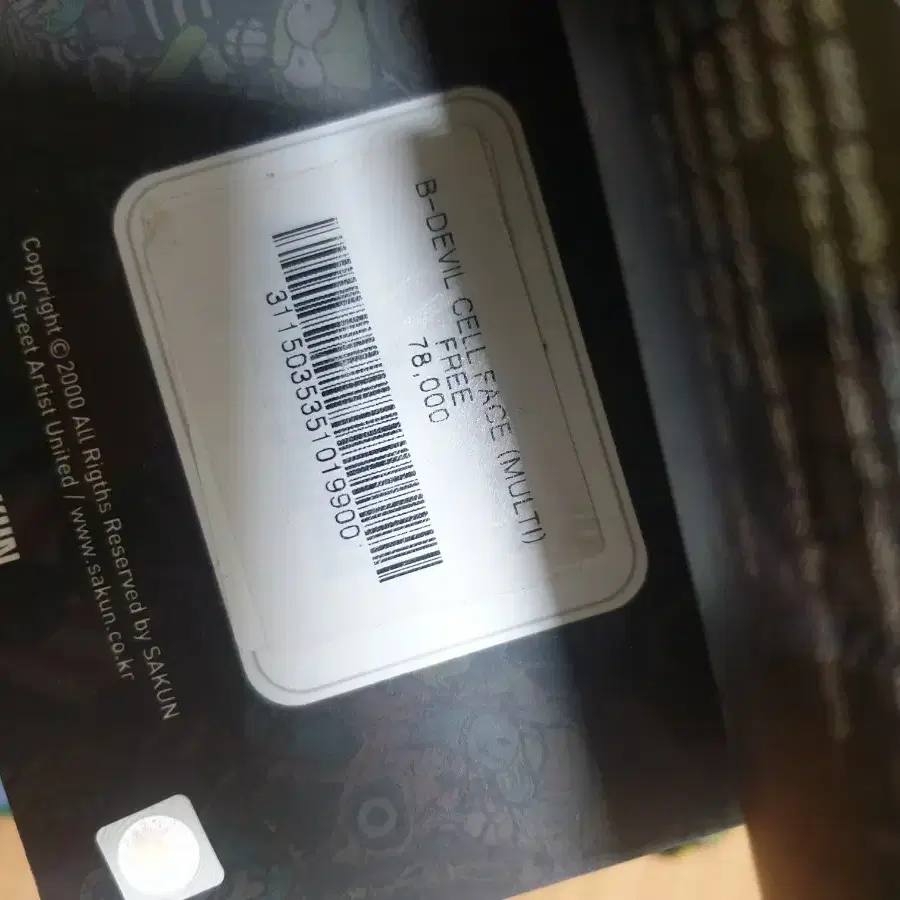 B-DEVIL CELL FACE (MULTI)
FREE
78,000
3115035351019900
Copyright ©2000 All Rigths Reserved by SAKUN
Street Artist United / www.sakun.co.kr